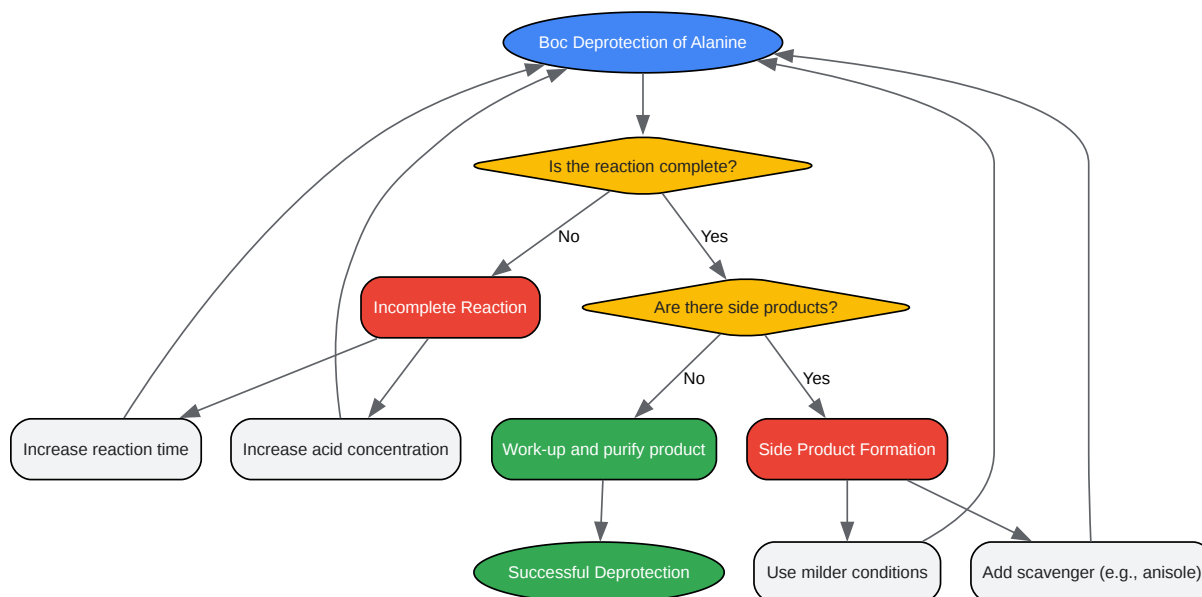 Boc Deprotection of Alanine
Is the reaction complete?
No
Yes
Incomplete Reaction
Are there side products?
No
Yes
Increase reaction time
Increase acid concentration
Work-up and purify product
Side Product Formation
Successful Deprotection
Use milder conditions
Add scavenger (e.g., anisole)